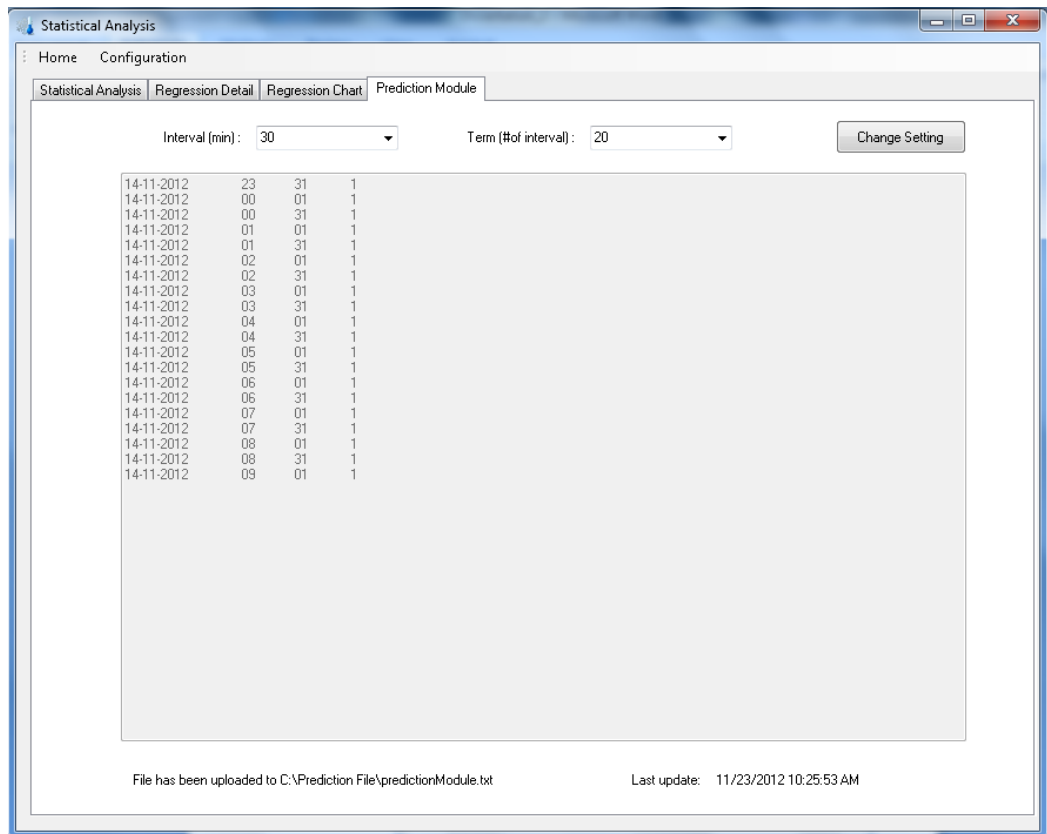 Statistical Analysis
Home Configuration
Statistical Analysis Regression Detail Regression Chart Prediction Module
Interval (min) : 30 Term (#of interval) : 20 Change Setting
14-11-2012 23 31 1
14-11-2012 00 01 1
14-11-2012 00 31 1
14-11-2012 01 01 1
14-11-2012 01 31 1
14-11-2012 02 01 1
14-11-2012 02 31 1
14-11-2012 03 01 1
14-11-2012 03 31 1
14-11-2012 04 01 1
14-11-2012 04 31 1
14-11-2012 05 01 1
14-11-2012 05 31 1
14-11-2012 06 01 1
14-11-2012 06 31 1
14-11-2012 07 01 1
14-11-2012 07 31 1
14-11-2012 08 01 1
14-11-2012 08 31 1
14-11-2012 09 01 1
File has been uploaded to C:\Prediction File\predictionModule.txt Last update: 11/23/2012 10:25:53 AM